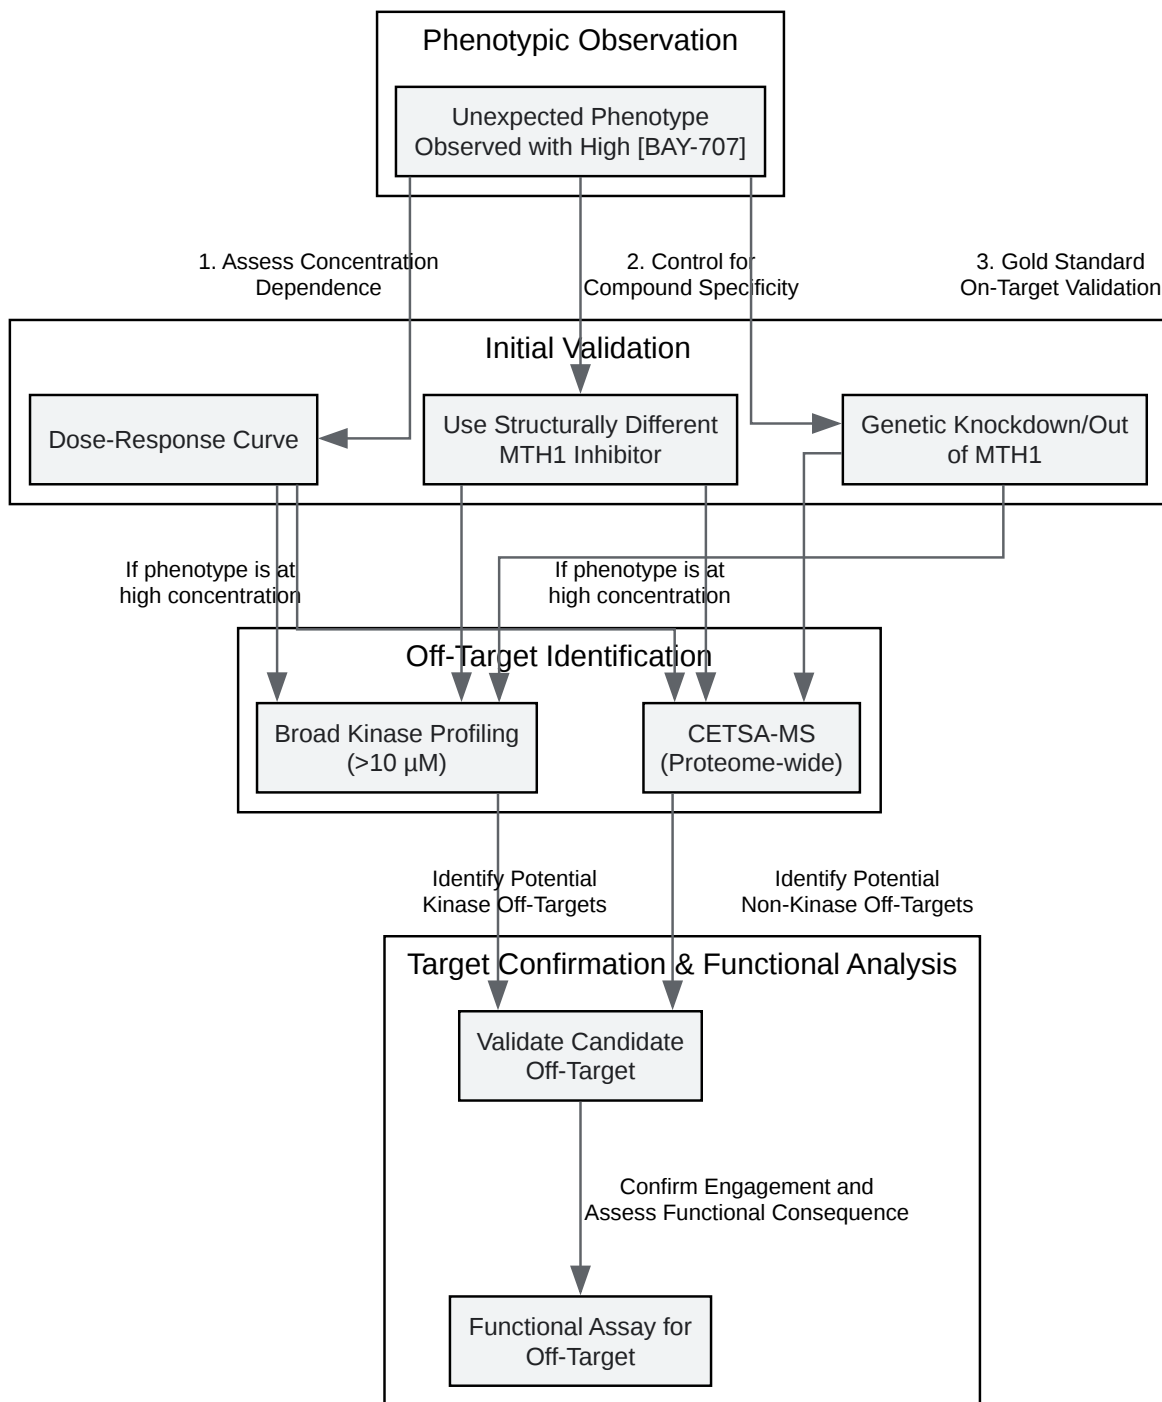 Phenotypic Observation
Unexpected Phenotype
Observed with High [BAY-707]
1. Assess Concentration
Dependence
2. Control for
Compound Specificity
3. Gold Standard
On-Target Validation
Initial Validation
Dose-Response Curve
Use Structurally Different
MTH1 Inhibitor
Genetic Knockdown/Out
of MTH1
If phenotype is at
high concentration
If phenotype is at
high concentration
Off-Target Identification
Broad Kinase Profiling
(>10 µM)
CETSA-MS
(Proteome-wide)
Identify Potential
Kinase Off-Targets
Identify Potential
Non-Kinase Off-Targets
Target Confirmation & Functional Analysis
Validate Candidate
Off-Target
Confirm Engagement and
Assess Functional Consequence
Functional Assay for
Off-Target